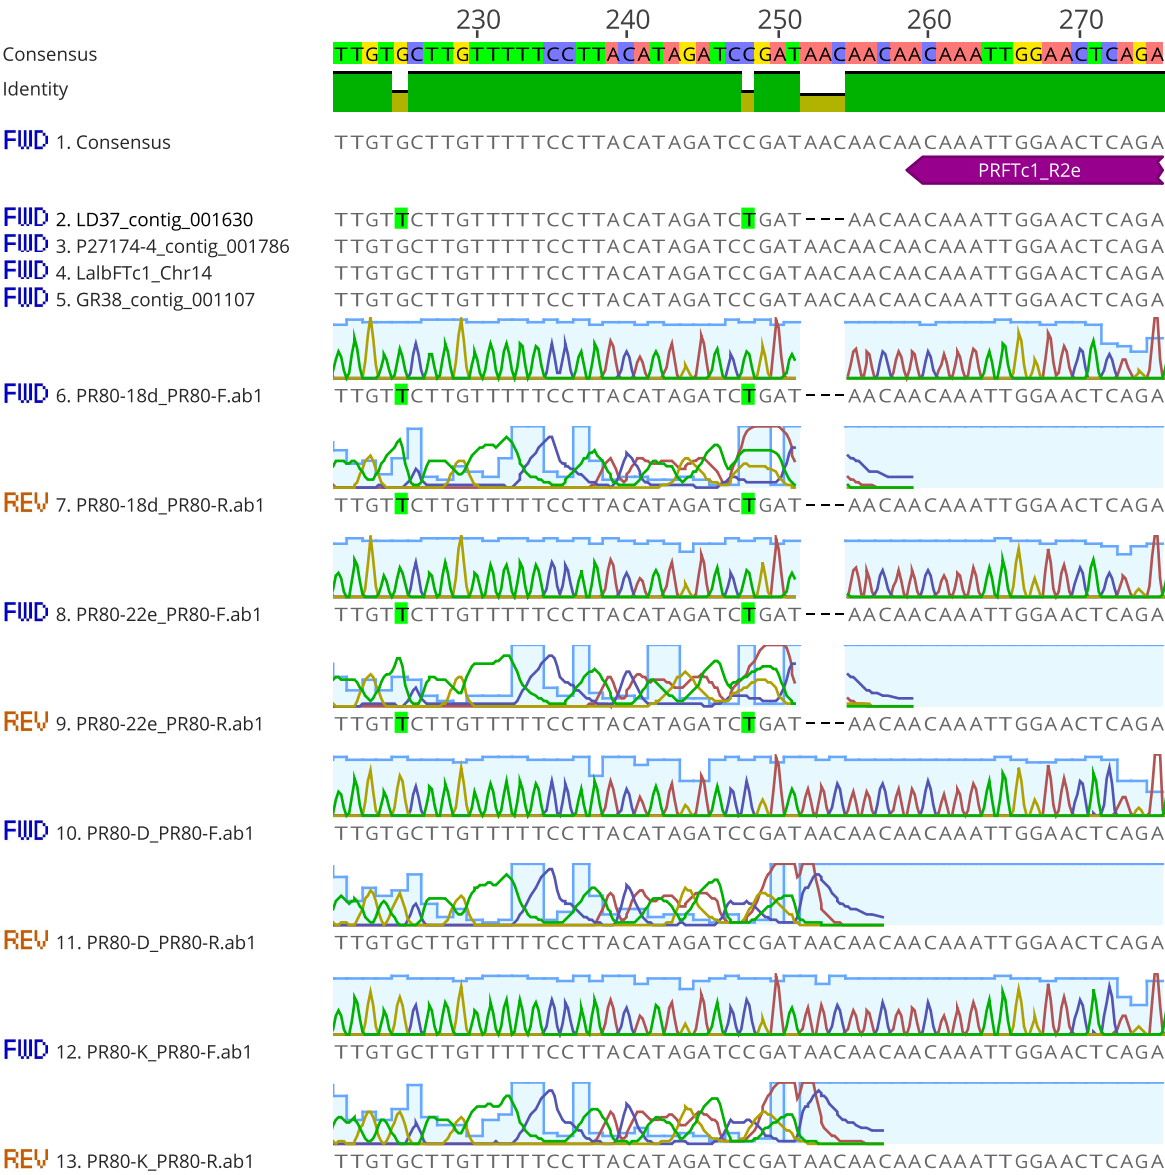 230 240 250 260 270
Consensus TTGTGCTTGTTTTTCCTTACATAGATCCGATAACAACAACAAATTGGAACTCAGA
Identity
FWD 1. Consensus TTGTGCTTGTTTTTCCTTACATAGATCCGATAACAACAACAAATTGGAACTCAGA
PRFTc1_R2e
FWD 2. LD37_contig_001630 TTGTTCTTGTTTTTCCTTACATAGATCTGAT---AACAACAAATTGGAACTCAGA
FWD 3. P27174-4_contig_001786 TTGTGCTTGTTTTTCCTTACATAGATCCGATAACAACAACAAATTGGAACTCAGA
FWD 4. LalbFTc1_Chr14 TTGTGCTTGTTTTTCCTTACATAGATCCGATAACAACAACAAATTGGAACTCAGA
FWD 5. GR38_contig_001107 TTGTGCTTGTTTTTCCTTACATAGATCCGATAACAACAACAAATTGGAACTCAGA
FWD 6. PR80-18d_PR80-F.ab1 TTGTTCTTGTTTTTCCTTACATAGATCTGAT---AACAACAAATTGGAACTCAGA
REV 7. PR80-18d_PR80-R.ab1 TTGTTCTTGTTTTTCCTTACATAGATCTGAT---AACAACAAATTGGAACTCAGA
FWD 8. PR80-22e_PR80-F.ab1 TTGTTCTTGTTTTTCCTTACATAGATCTGAT---AACAACAAATTGGAACTCAGA
REV 9. PR80-22e_PR80-R.ab1 TTGTTCTTGTTTTTCCTTACATAGATCTGAT---AACAACAAATTGGAACTCAGA
FWD 10. PR80-D_PR80-F.ab1 TTGTGCTTGTTTTTCCTTACATAGATCCGATAACAACAACAAATTGGAACTCAGA
REV 11. PR80-D_PR80-R.ab1 TTGTGCTTGTTTTTCCTTACATAGATCCGATAACAACAACAAATTGGAACTCAGA
FWD 12. PR80-K_PR80-F.ab1 TTGTGCTTGTTTTTCCTTACATAGATCCGATAACAACAACAAATTGGAACTCAGA
REV 13. PR80-K_PR80-R.ab1 TTGTGCTTGTTTTTCCTTACATAGATCCGATAACAACAACAAATTGGAACTCAGA